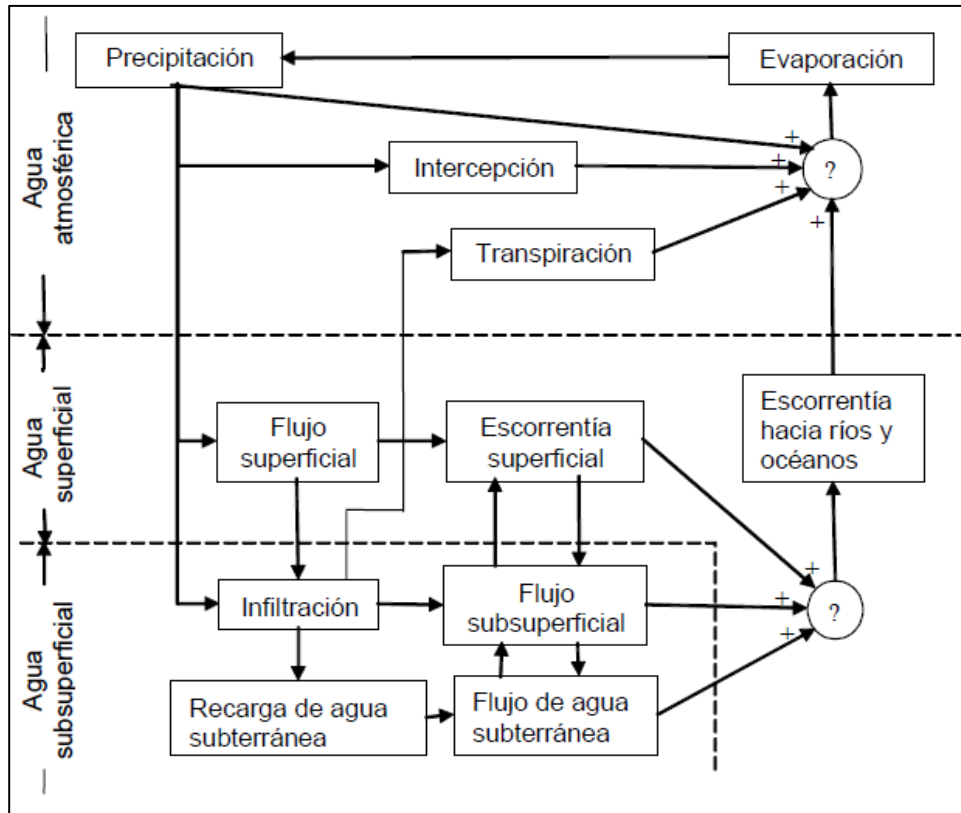 Precipitación
Evaporación
+
Intercepción
+
?
+
Transpiración
+
Agua
atmosférica
Flujo
superficial
Escorrentía
superficial
Escorrentía
hacia ríos y
océanos
Agua
superficial
+
Infiltración
Flujo
subsuperficial
+
?
+
Recarga de agua
subterránea
Flujo de agua
subterránea
Agua
subsuperficial